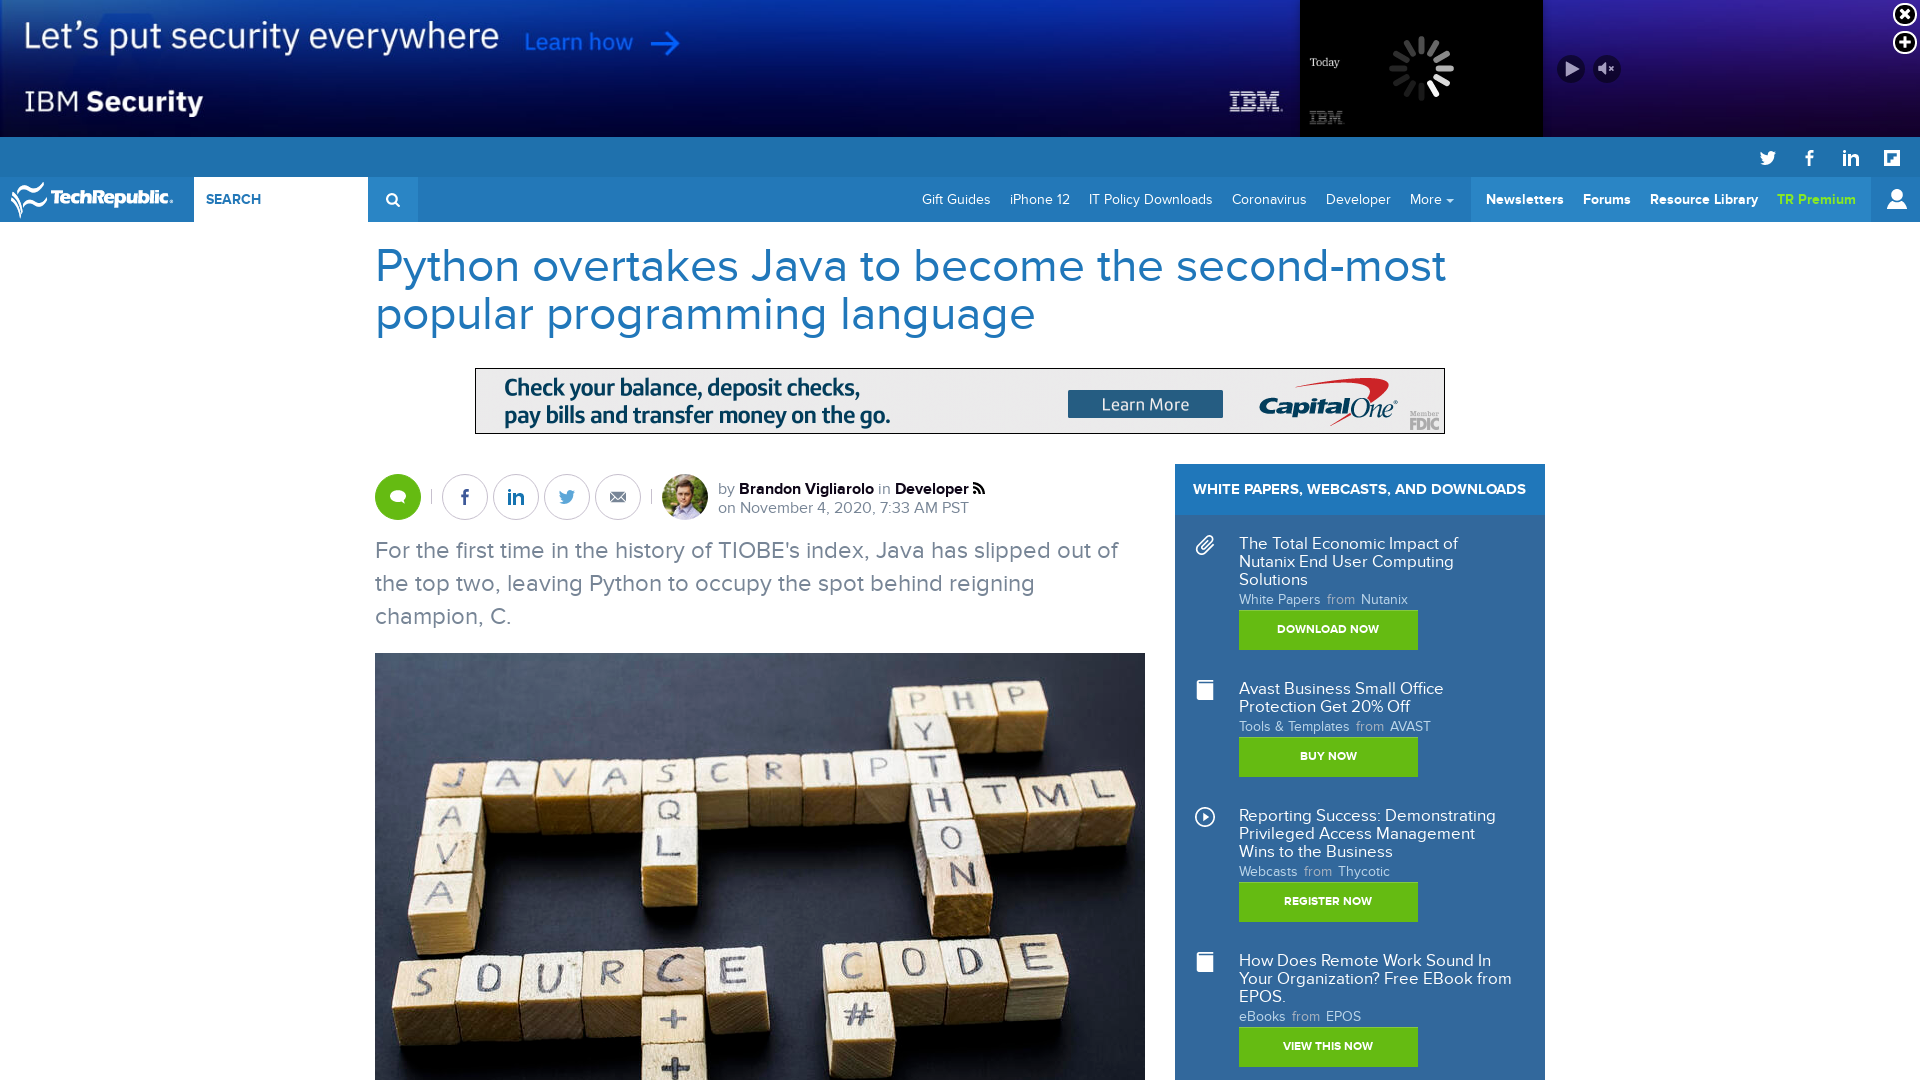 Let's put security everywhere Learn how
IBM Security
IBM
Today
IBM
TechRepublic.
SEARCH
Gift Guides iPhone 12 IT Policy Downloads Coronavirus Developer More
Newsletters Forums Resource Library TR Premium
Python overtakes Java to become the second-most
popular programming language
Check your balance, deposit checks,
pay bills and transfer money on the go.
Learn More
Capital One®
Member
FDIC
by Brandon Vigliarolo in Developer
on November 4, 2020, 7:33 AM PST
For the first time in the history of TIOBE's index, Java has slipped out of
the top two, leaving Python to occupy the spot behind reigning
champion, C.
PHP
PYTHON
JAVASCRIPT
JAVA
SQL
HTML
SOURCE CODE
C++
C#
WHITE PAPERS, WEBCASTS, AND DOWNLOADS
The Total Economic Impact of
Nutanix End User Computing
Solutions
White Papers from Nutanix
DOWNLOAD NOW
Avast Business Small Office
Protection Get 20% Off
Tools & Templates from AVAST
BUY NOW
Reporting Success: Demonstrating
Privileged Access Management
Wins to the Business
Webcasts from Thycotic
REGISTER NOW
How Does Remote Work Sound In
Your Organization? Free EBook from
EPOS.
eBooks from EPOS
VIEW THIS NOW